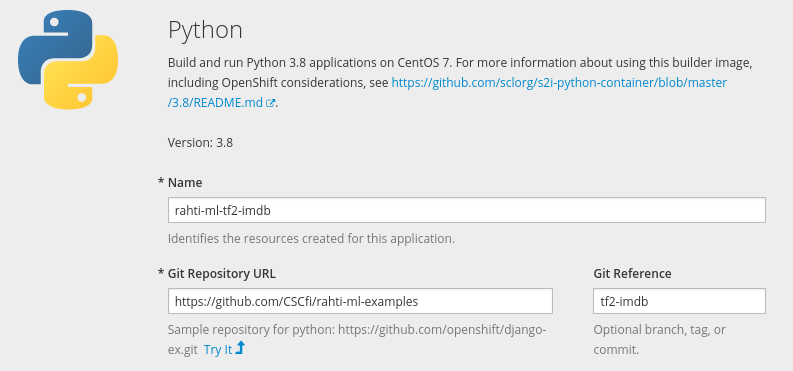 Python
Build and run Python 3.8 applications on CentOS 7. For more information about using this builder image,
including OpenShift considerations, see https://github.com/sclorg/s2i-python-container/blob/master
/3.8/README.md.
Version: 3.8
* Name
rahti-ml-tf2-imdb
Identifies the resources created for this application.
* Git Repository URL
https://github.com/CSCfi/rahti-ml-examples
Sample repository for python: https://github.com/openshift/django-
ex.git Try It
Git Reference
tf2-imdb
Optional branch, tag, or
commit.